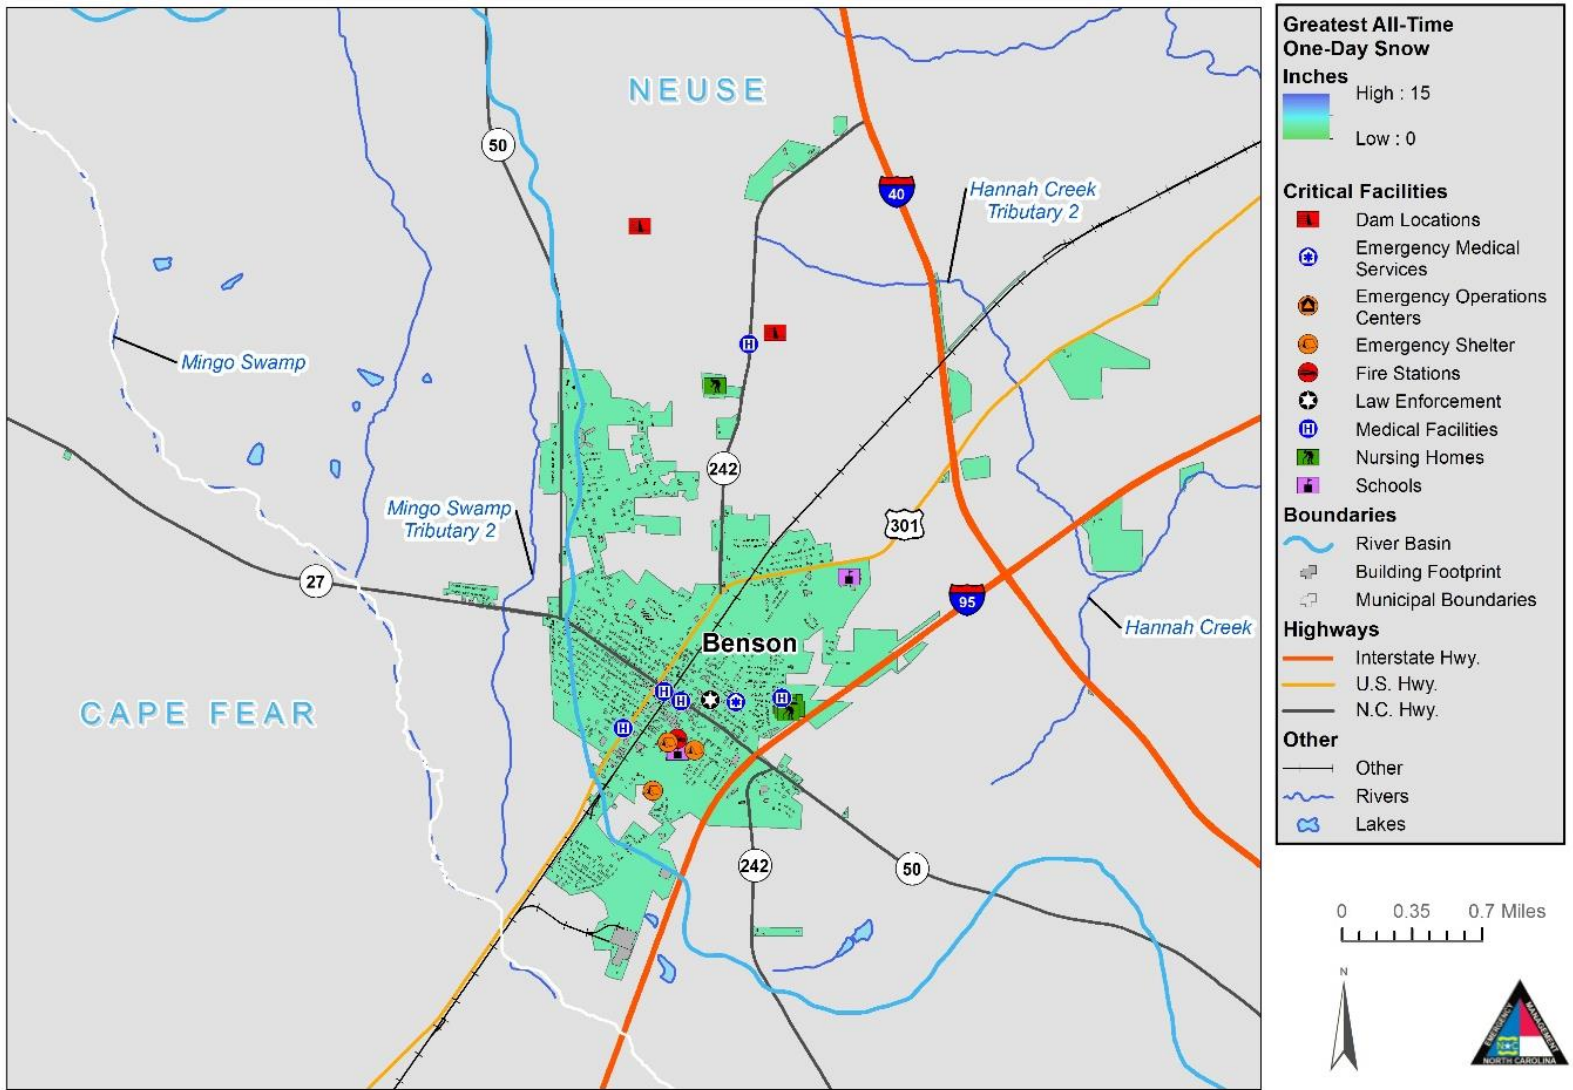 NEUSE
50
40
Hannah Creek
Tributary 2
Mingo Swamp
242
Mingo Swamp
Tributary 2
301
27
95
Benson
Hannah Creek
CAPE FEAR
242
50
Greatest All-Time
One-Day Snow
Inches
High : 15
Low : 0
Critical Facilities
Dam Locations
Emergency Medical
Services
Emergency Operations
Centers
Emergency Shelter
Fire Stations
Law Enforcement
Medical Facilities
Nursing Homes
Schools
Boundaries
River Basin
Building Footprint
Municipal Boundaries
Highways
Interstate Hwy.
U.S. Hwy.
N.C. Hwy.
Other
Other
Rivers
Lakes
0 0.35 0.7 Miles
N
EMERGENCY
MANAGEMENT
N C
NORTH CAROLINA